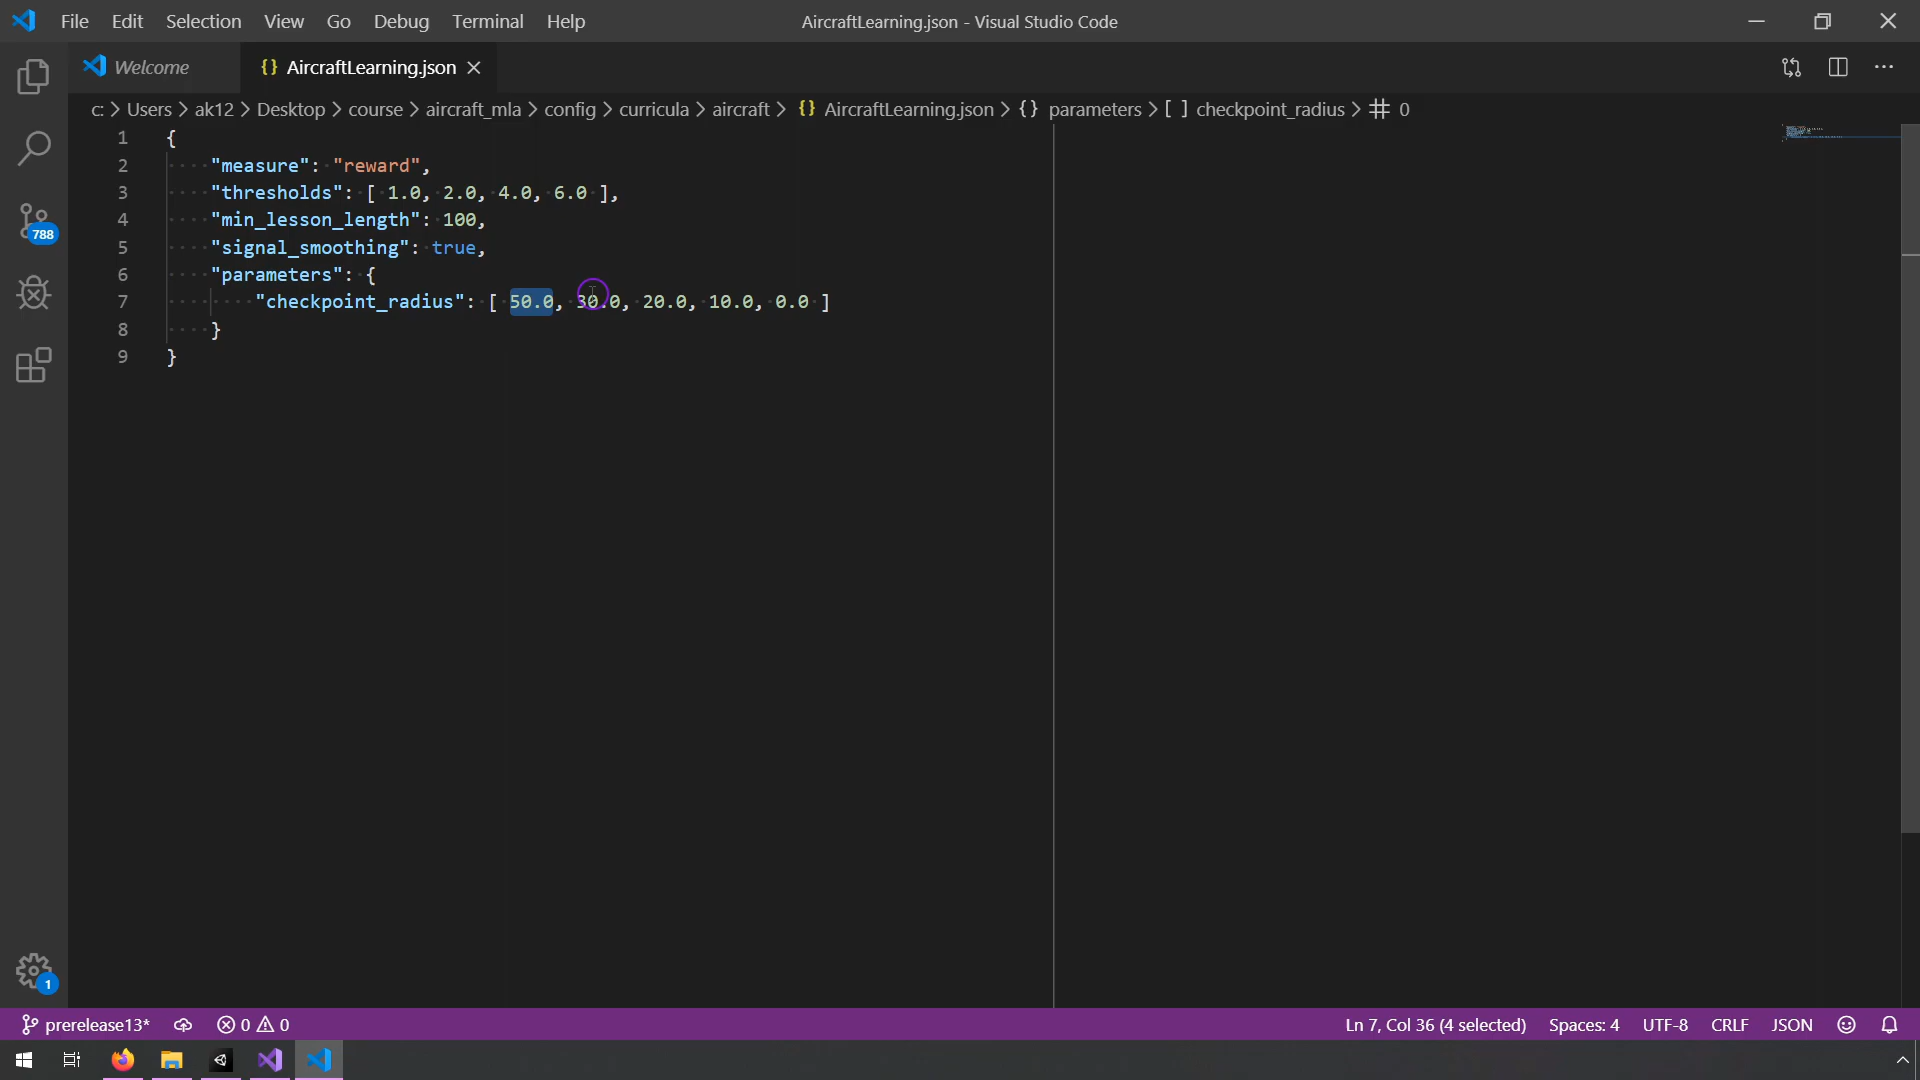 File Edit Selection View Go Debug Terminal Help AircraftLearning.json - Visual Studio Code
Welcome {} AircraftLearning.json
c: > Users > ak12 > Desktop > course > aircraft_mla > config > curricula > aircraft > {} AircraftLearning.json > {} parameters > [ ] checkpoint_radius > # 0
1 {
2 "measure": "reward",
3 "thresholds": [ 1.0, 2.0, 4.0, 6.0 ],
4 "min_lesson_length": 100,
5 "signal_smoothing": true,
6 "parameters": {
7 "checkpoint_radius": [ 50.0, 30.0, 20.0, 10.0, 0.0 ]
8 }
9 }
788
1
prerelease13* 0 0 Ln 7, Col 36 (4 selected) Spaces: 4 UTF-8 CRLF JSON